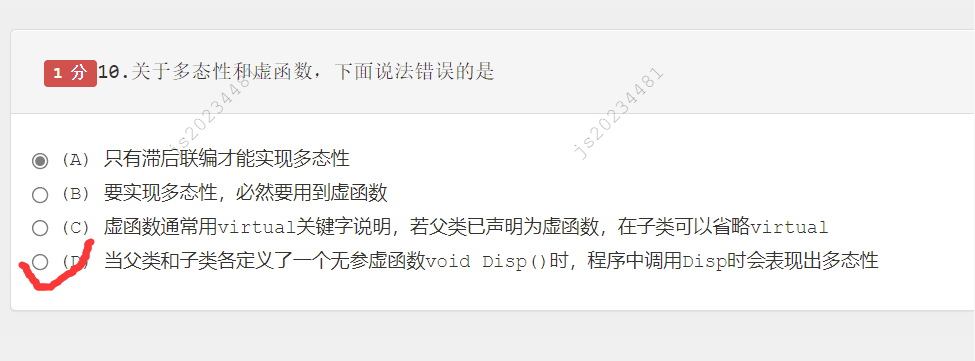 1 分 10.关于多态性和虚函数，下面说法错误的是
(A) 只有滞后联编才能实现多态性
(B) 要实现多态性，必然要用到虚函数
(C) 虚函数通常用virtual关键字说明，若父类已声明为虚函数，在子类可以省略virtual
(D) 当父类和子类各定义了一个无参虚函数void Disp()时，程序中调用Disp时会表现出多态性
js20234481
js20234481